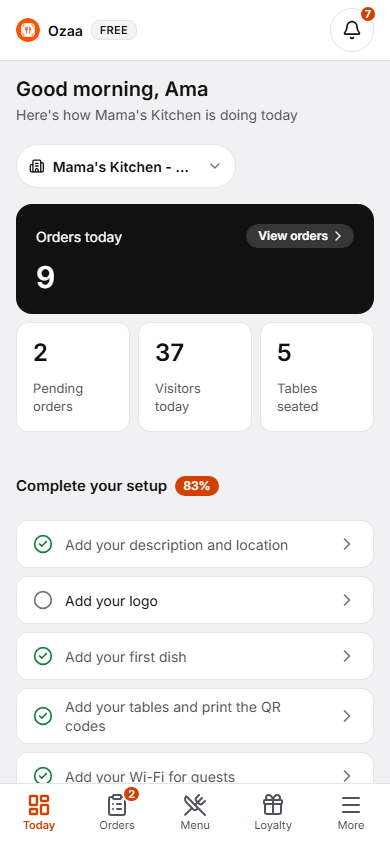 7
Ozaa FREE
Good morning, Ama
Here's how Mama's Kitchen is doing today
Mama's Kitchen - ...
Orders today
View orders
9
2
Pending
orders
37
Visitors
today
5
Tables
seated
Complete your setup 83%
Add your description and location
Add your logo
Add your first dish
Add your tables and print the QR
codes
Add your Wi-Fi for guests
2
Today
Orders
Menu
Loyalty
More